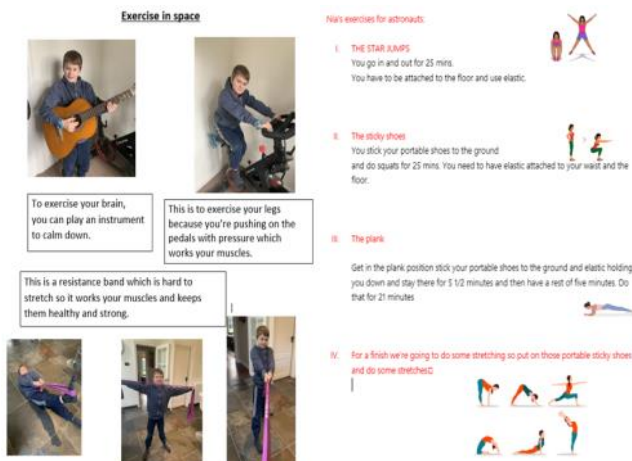 Exercise in space
To exercise your brain,
you can play an instrument
to calm down.
This is to exercise your legs
because you're pushing on the
pedals with pressure which
works your muscles.
This is a resistance band which is hard to
stretch so it works your muscles and keeps
them healthy and strong.
Nia's exercises for astronauts:
I. THE STAR JUMPS
You go in and out for 25 mins.
You have to be attached to the floor and use elastic.
II. The sticky shoes
You stick your portable shoes to the ground
and do squats for 25 mins. You need to have elastic attached to your waist and the
floor.
III. The plank
Get in the plank position stick your portable shoes to the ground and elastic holding
you down and stay there for 5 1/2 minutes and then have a rest of five minutes. Do
that for 21 minutes
IV. For a finish we're going to do some stretching so put on those portable sticky shoes
and do some stretches